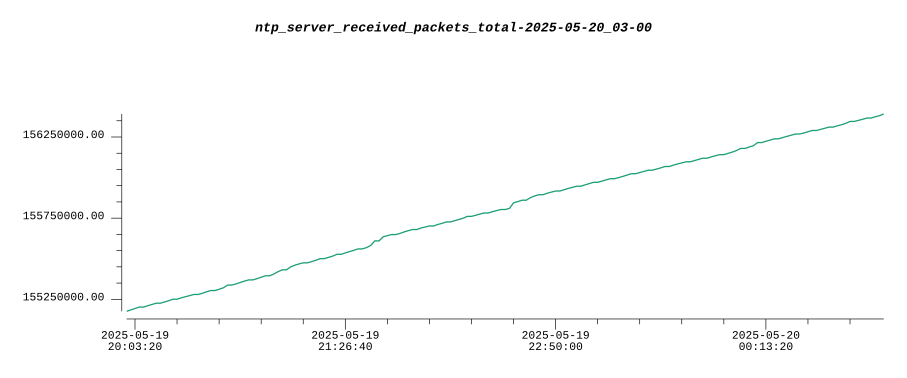 ntp_server_received_packets_total-2025-05-20_03-00
156250000.00
155750000.00
155250000.00
2025-05-19 2025-05-19 2025-05-19 2025-05-20
20:03:20 21:26:40 22:50:00 00:13:20